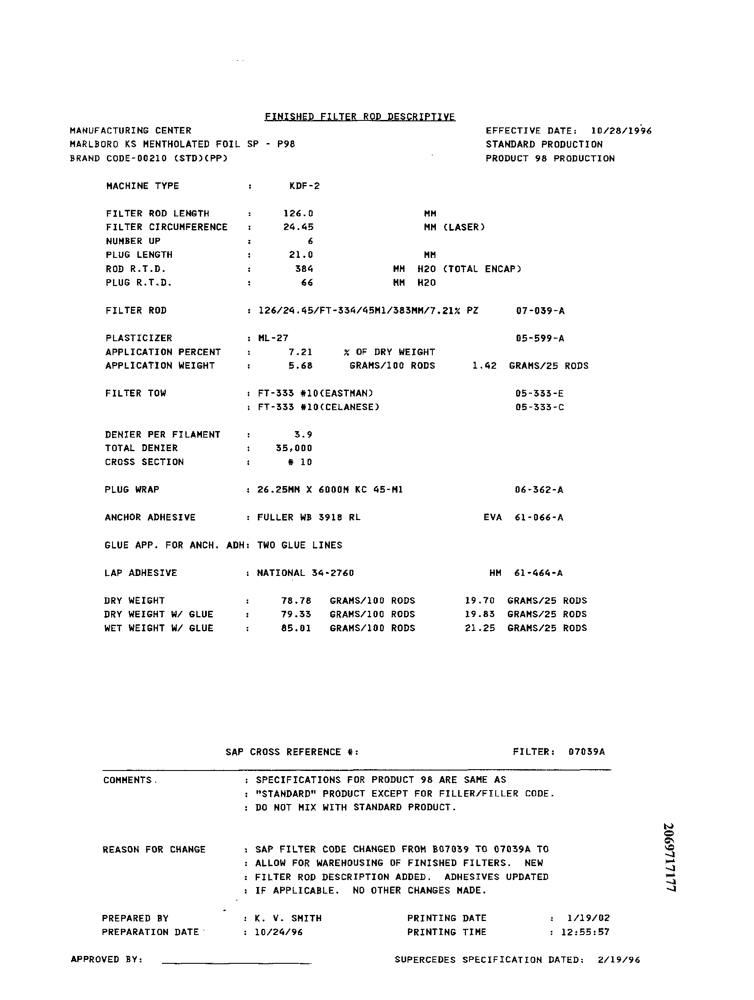 FINISHED FILTER ROD DESCRIPTIVE
MANUFACTURING CENTER EFFECTIVE DATE: 10/28/1996
MARLBORO KS MENTHOLATED FOIL SP - P98 STANDARD PRODUCTION
BRAND CODE-00210 (STD)(PP) PRODUCT 98 PRODUCTION
MACHINE TYPE : KDF-2
FILTER ROD LENGTH : 126.0 MM
FILTER CIRCUMFERENCE : 24.45 MM (LASER)
NUMBER UP : 6
PLUG LENGTH : 21.0 MM
ROD R.T.D. : 384 MM H2O (TOTAL ENCAP)
PLUG R.T.D. : 66 MM H2O
FILTER ROD : 126/24.45/FT-334/45M1/383MM/7.21% PZ 07-039-A
PLASTICIZER : ML-27 05-599-A
APPLICATION PERCENT : 7.21 % OF DRY WEIGHT
APPLICATION WEIGHT : 5.68 GRAMS/100 RODS 1.42 GRAMS/25 RODS
FILTER TOW : FT-333 #10(EASTMAN) 05-333-E
: FT-333 #10(CELANESE) 05-333-C
DENIER PER FILAMENT : 3.9
TOTAL DENIER : 35,000
CROSS SECTION : # 10
PLUG WRAP : 26.25MM X 6000M KC 45-M1 06-362-A
ANCHOR ADHESIVE : FULLER WB 3918 RL EVA 61-066-A
GLUE APP. FOR ANCH. ADH: TWO GLUE LINES
LAP ADHESIVE : NATIONAL 34-2760 HM 61-464-A
DRY WEIGHT : 78.78 GRAMS/100 RODS 19.70 GRAMS/25 RODS
DRY WEIGHT W/ GLUE : 79.33 GRAMS/100 RODS 19.83 GRAMS/25 RODS
WET WEIGHT W/ GLUE : 85.01 GRAMS/100 RODS 21.25 GRAMS/25 RODS
SAP CROSS REFERENCE #: FILTER: 07039A
COMMENTS : SPECIFICATIONS FOR PRODUCT 98 ARE SAME AS
: "STANDARD" PRODUCT EXCEPT FOR FILLER/FILLER CODE.
: DO NOT MIX WITH STANDARD PRODUCT.
REASON FOR CHANGE : SAP FILTER CODE CHANGED FROM B07039 TO 07039A TO
: ALLOW FOR WAREHOUSING OF FINISHED FILTERS. NEW
: FILTER ROD DESCRIPTION ADDED. ADHESIVES UPDATED
: IF APPLICABLE. NO OTHER CHANGES MADE.
PREPARED BY : K. V. SMITH PRINTING DATE : 1/19/02
PREPARATION DATE : 10/24/96 PRINTING TIME : 12:55:57
APPROVED BY: SUPERCEDES SPECIFICATION DATED: 2/19/96
2069717177